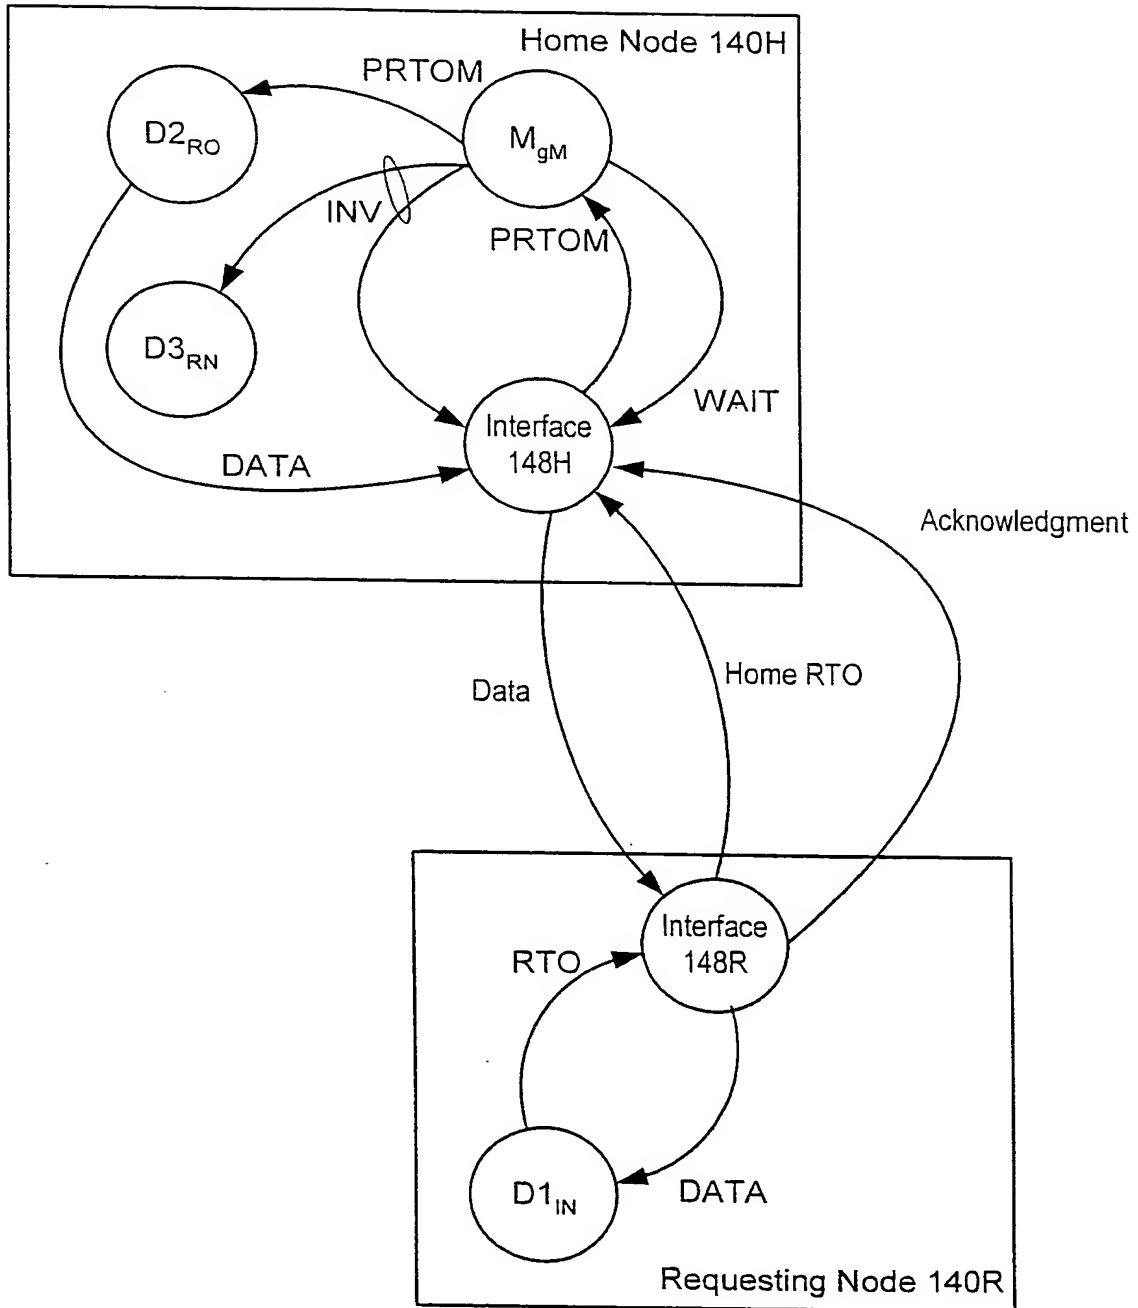 Home Node 140H
PRTOM
D2RO
MgM
INV
PRTOM
D3RN
WAIT
Interface
148H
DATA
Acknowledgment
Data
Home RTO
Interface
148R
RTO
D1IN
DATA
Requesting Node 140R